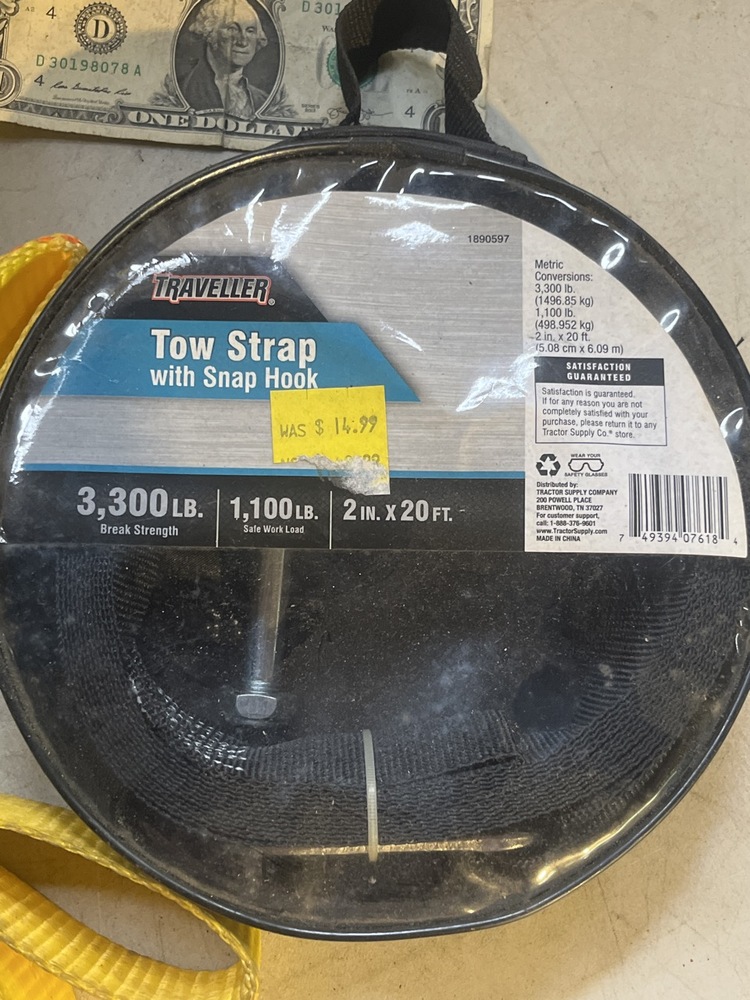 4
D
D 30198078 A
4
ONE DOLLAR
D 301
4
1890597
TRAVELLER®
Tow Strap
with Snap Hook
WAS $ 14.99
3,300 LB.
Break Strength
1,100 LB.
Safe Work Load
2 IN. X 20 FT.
Metric
Conversions:
3,300 lb.
(1496.85 kg)
1,100 lb.
(498.952 kg)
2 in. x 20 ft.
(5.08 cm x 6.09 m)
SATISFACTION
GUARANTEED
Satisfaction is guaranteed.
If for any reason you are not
completely satisfied with your
purchase, please return it to any
Tractor Supply Co.® store.
WEAR YOUR
SAFETY GLASSES
Distributed by:
TRACTOR SUPPLY COMPANY
200 POWELL PLACE
BRENTWOOD, TN 37027
For customer support,
call: 1-888-376-9601
www.TractorSupply.com
MADE IN CHINA
7 49394 07618 4